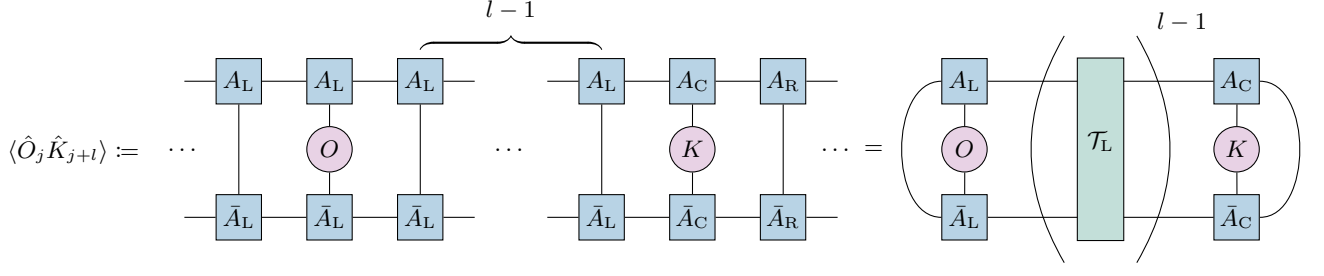 l − 1 l − 1
A_L A_L A_L A_L A_C A_R A_L A_C
⟨Ô_j K̂_{j+l}⟩ := ⋯ O ⋯ K ⋯ = O 𝒯_L K
Ā_L Ā_L Ā_L Ā_L Ā_C Ā_R Ā_L Ā_C